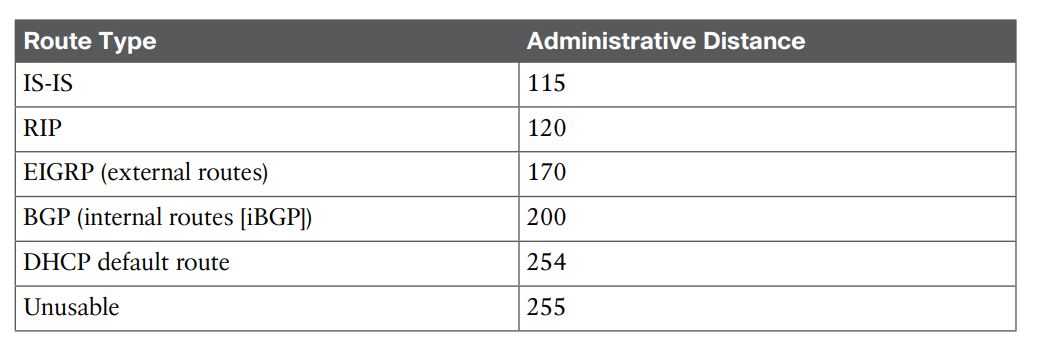 Route Type Administrative Distance
IS-IS 115
RIP 120
EIGRP (external routes) 170
BGP (internal routes [iBGP]) 200
DHCP default route 254
Unusable 255